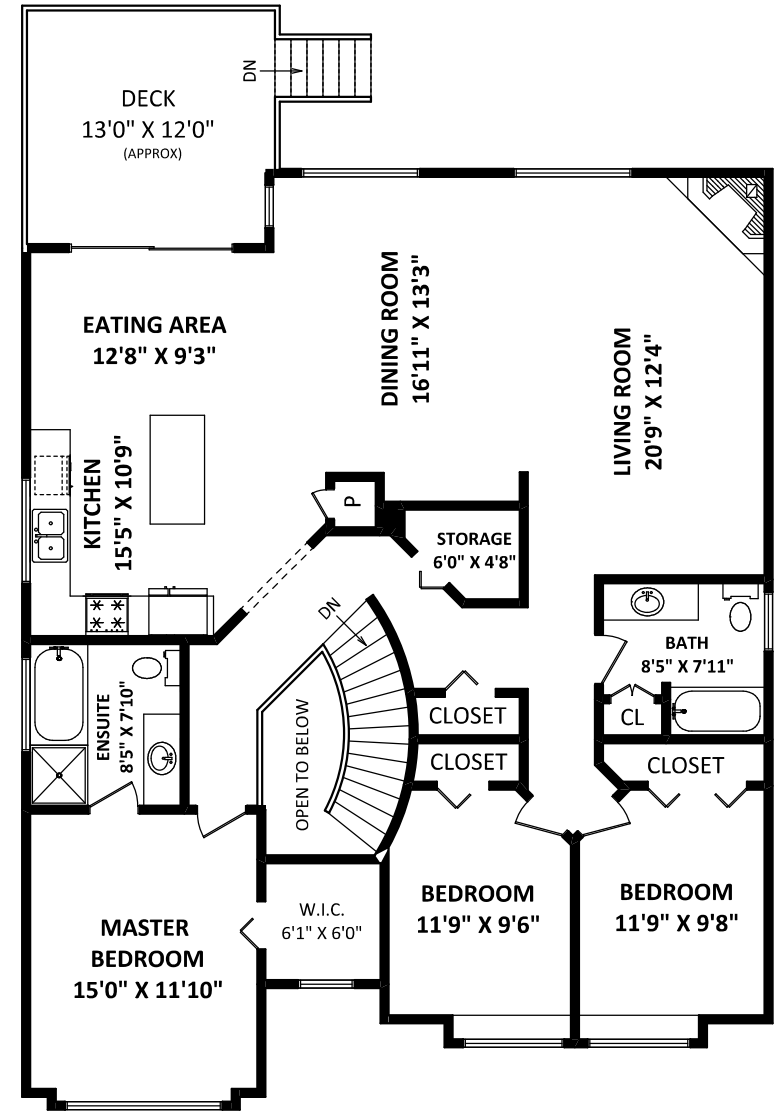 DN
DECK
13'0" X 12'0"
(APPROX)
EATING AREA
12'8" X 9'3"
DINING ROOM
16'11" X 13'3"
LIVING ROOM
20'9" X 12'4"
KITCHEN
15'5" X 10'9"
P
STORAGE
6'0" X 4'8"
DN
BATH
8'5" X 7'11"
ENSUITE
8'5" X 7'10"
OPEN TO BELOW
CLOSET
CL
CLOSET
CLOSET
MASTER
BEDROOM
15'0" X 11'10"
W.I.C.
6'1" X 6'0"
BEDROOM
11'9" X 9'6"
BEDROOM
11'9" X 9'8"